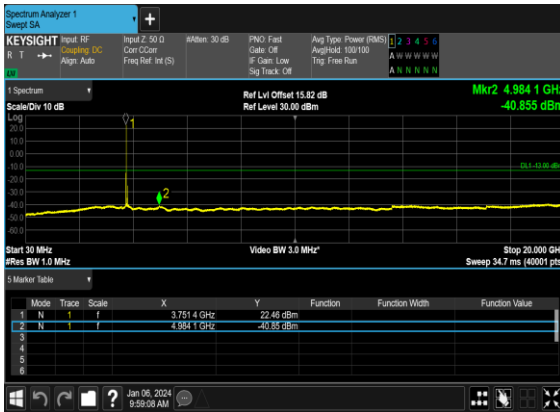 Spectrum Analyzer 1
Swept SA
+
KEYSIGHT Input: RF Input Z: 50 Ω #Atten: 30 dB PNO: Fast Avg Type: Power (RMS) 1 2 3 4 5 6
R T Coupling: DC Corr CCorr Gate: Off Avg|Hold: 100/100 A W W W W W
Align: Auto Freq Ref: Int (S) IF Gain: Low Trig: Free Run
LXI Sig Track: Off A N N N N N
1 Spectrum Ref Lvl Offset 15.82 dB Mkr2 4.984 1 GHz
Scale/Div 10 dB Ref Level 30.00 dBm -40.855 dBm
Log
1
20.0
10.0
0.00
-10.0
DL1 -13.00 dBm
-20.0
-30.0
2
-40.0
-50.0
-60.0
Start 30 MHz Video BW 3.0 MHz* Stop 20.000 GHz
#Res BW 1.0 MHz Sweep 34.7 ms (40001 pts)
5 Marker Table
Mode Trace Scale X Y Function Function Width Function Value
1 N 1 f 3.751 4 GHz 22.46 dBm
2 N 1 f 4.984 1 GHz -40.85 dBm
3
4
5
6
? Jan 06, 2024
9:59:08 AM